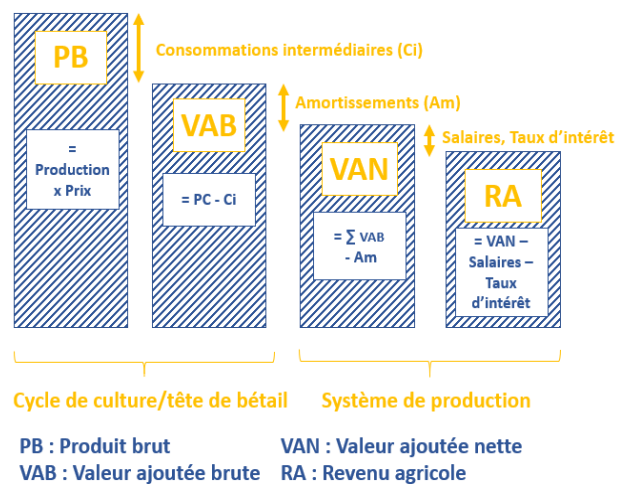 PB
=
Production
x Prix
Consommations intermédiaires (Ci)
VAB
= PC - Ci
Amortissements (Am)
VAN
= ∑ VAB
- Am
Salaires, Taux d’intérêt
RA
= VAN –
Salaires –
Taux
d’intérêt
Cycle de culture/tête de bétail
Système de production
PB : Produit brut
VAN : Valeur ajoutée nette
VAB : Valeur ajoutée brute
RA : Revenu agricole